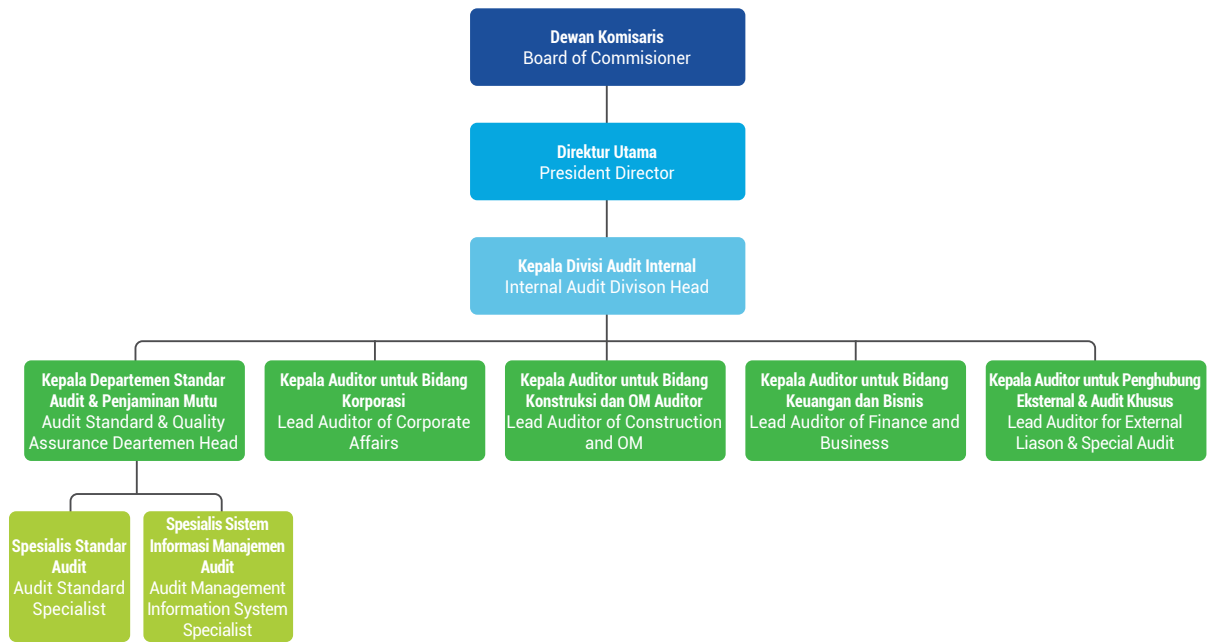 Dewan Komisaris
Board of Commisioner
Direktur Utama
President Director
Kepala Divisi Audit Internal
Internal Audit Divison Head
Kepala Departemen Standar
Audit & Penjaminan Mutu
Audit Standard & Quality
Assurance Deartemen Head
Kepala Auditor untuk Bidang
Korporasi
Lead Auditor of Corporate
Affairs
Kepala Auditor untuk Bidang
Konstruksi dan OM Auditor
Lead Auditor of Construction
and OM
Kepala Auditor untuk Bidang
Keuangan dan Bisnis
Lead Auditor of Finance and
Business
Kepala Auditor untuk Penghubung
Eksternal & Audit Khusus
Lead Auditor for External
Liason & Special Audit
Spesialis Standar
Audit
Audit Standard
Specialist
Spesialis Sistem
Informasi Manajemen
Audit
Audit Management
Information System
Specialist